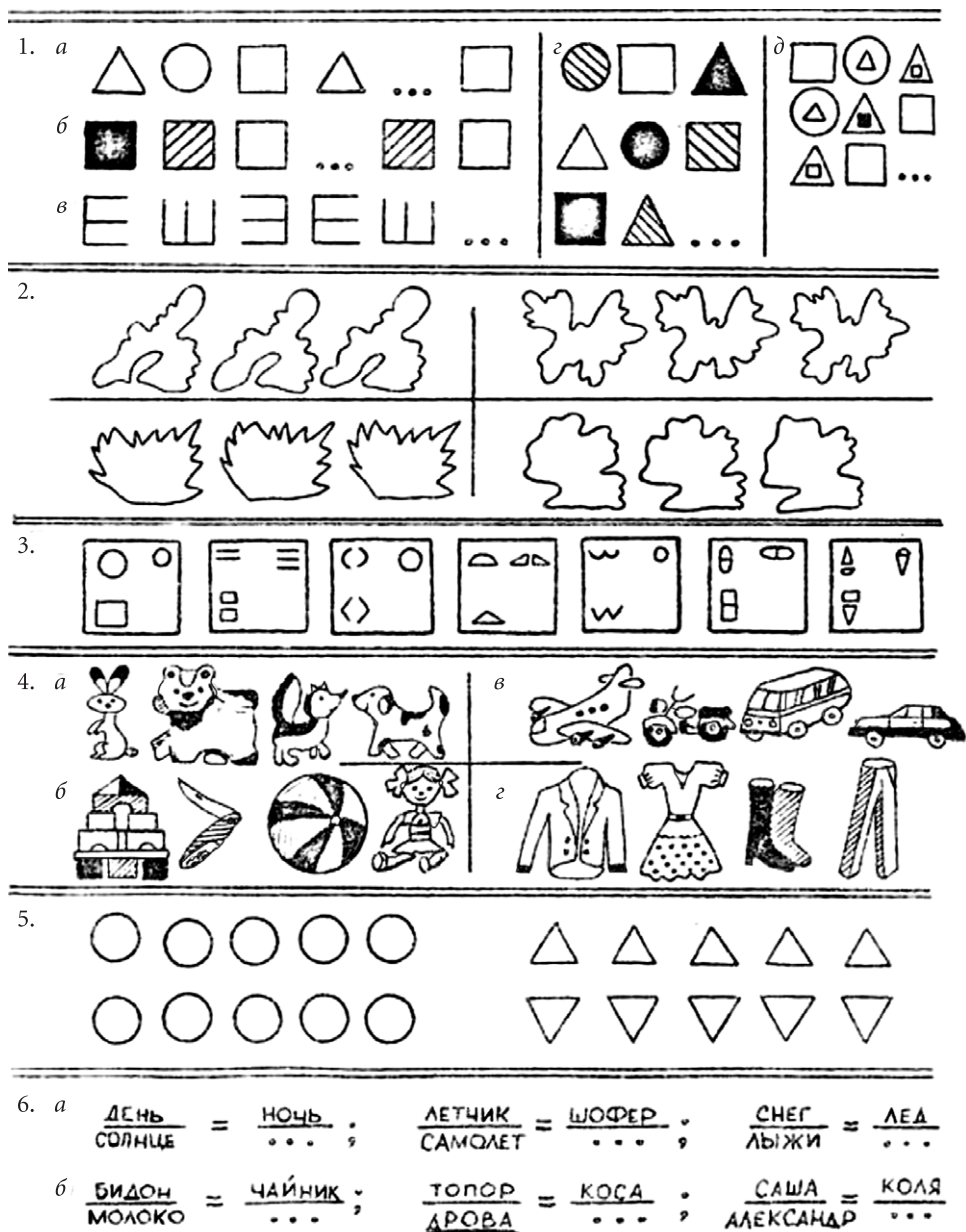 1. а
г
д
б
в
2.
3.
4. а
в
б
г
5.
6. а ДЕНЬ = НОЧЬ ; ЛЕТЧИК = ШОФЕР ; СНЕГ = ЛЕД
СОЛНЦЕ ... САМОЛЕТ ... ЛЫЖИ ...
б БИДОН = ЧАЙНИК ; ТОПОР = КОСА ; САША = КОЛЯ
МОЛОКО ... ДРОВА ... АЛЕКСАНДР ...